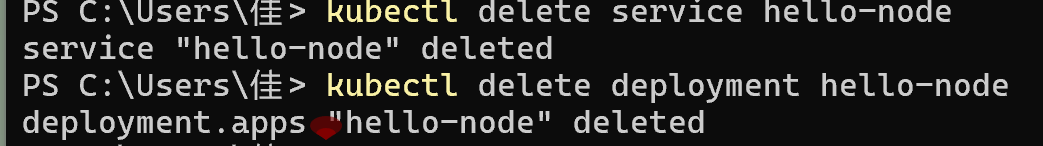 PS C:\Users\佳> kubectl delete service hello-node
service "hello-node" deleted
PS C:\Users\佳> kubectl delete deployment hello-node
deployment.apps "hello-node" deleted